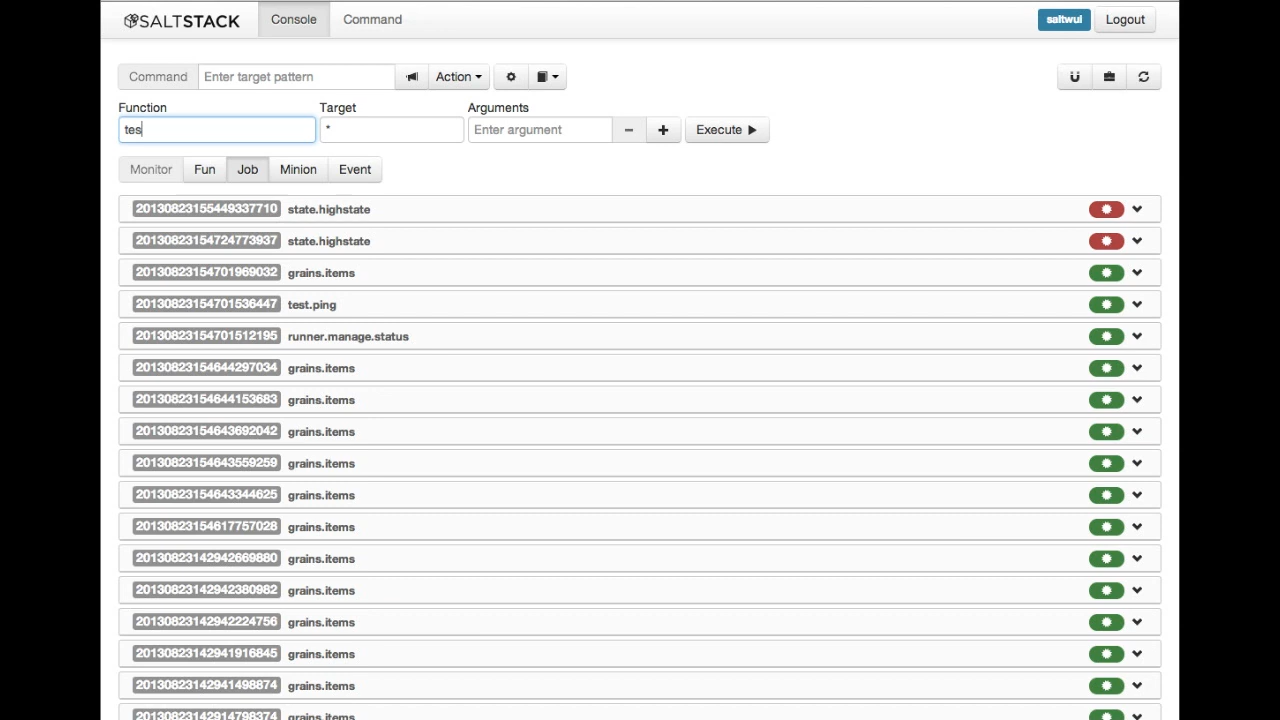 SALTSTACK Console Command saltwui Logout
Command Enter target pattern Action
Function Target Arguments
tes * Enter argument Execute
Monitor Fun Job Minion Event
20130823155449337710 state.highstate
20130823154724773937 state.highstate
20130823154701969032 grains.items
20130823154701536447 test.ping
20130823154701512195 runner.manage.status
20130823154644297034 grains.items
20130823154644153683 grains.items
20130823154643692042 grains.items
20130823154643559259 grains.items
20130823154643344625 grains.items
20130823154617757028 grains.items
20130823142942669880 grains.items
20130823142942380982 grains.items
20130823142942224756 grains.items
20130823142941916845 grains.items
20130823142941498874 grains.items
20130823142914798374 grains.items